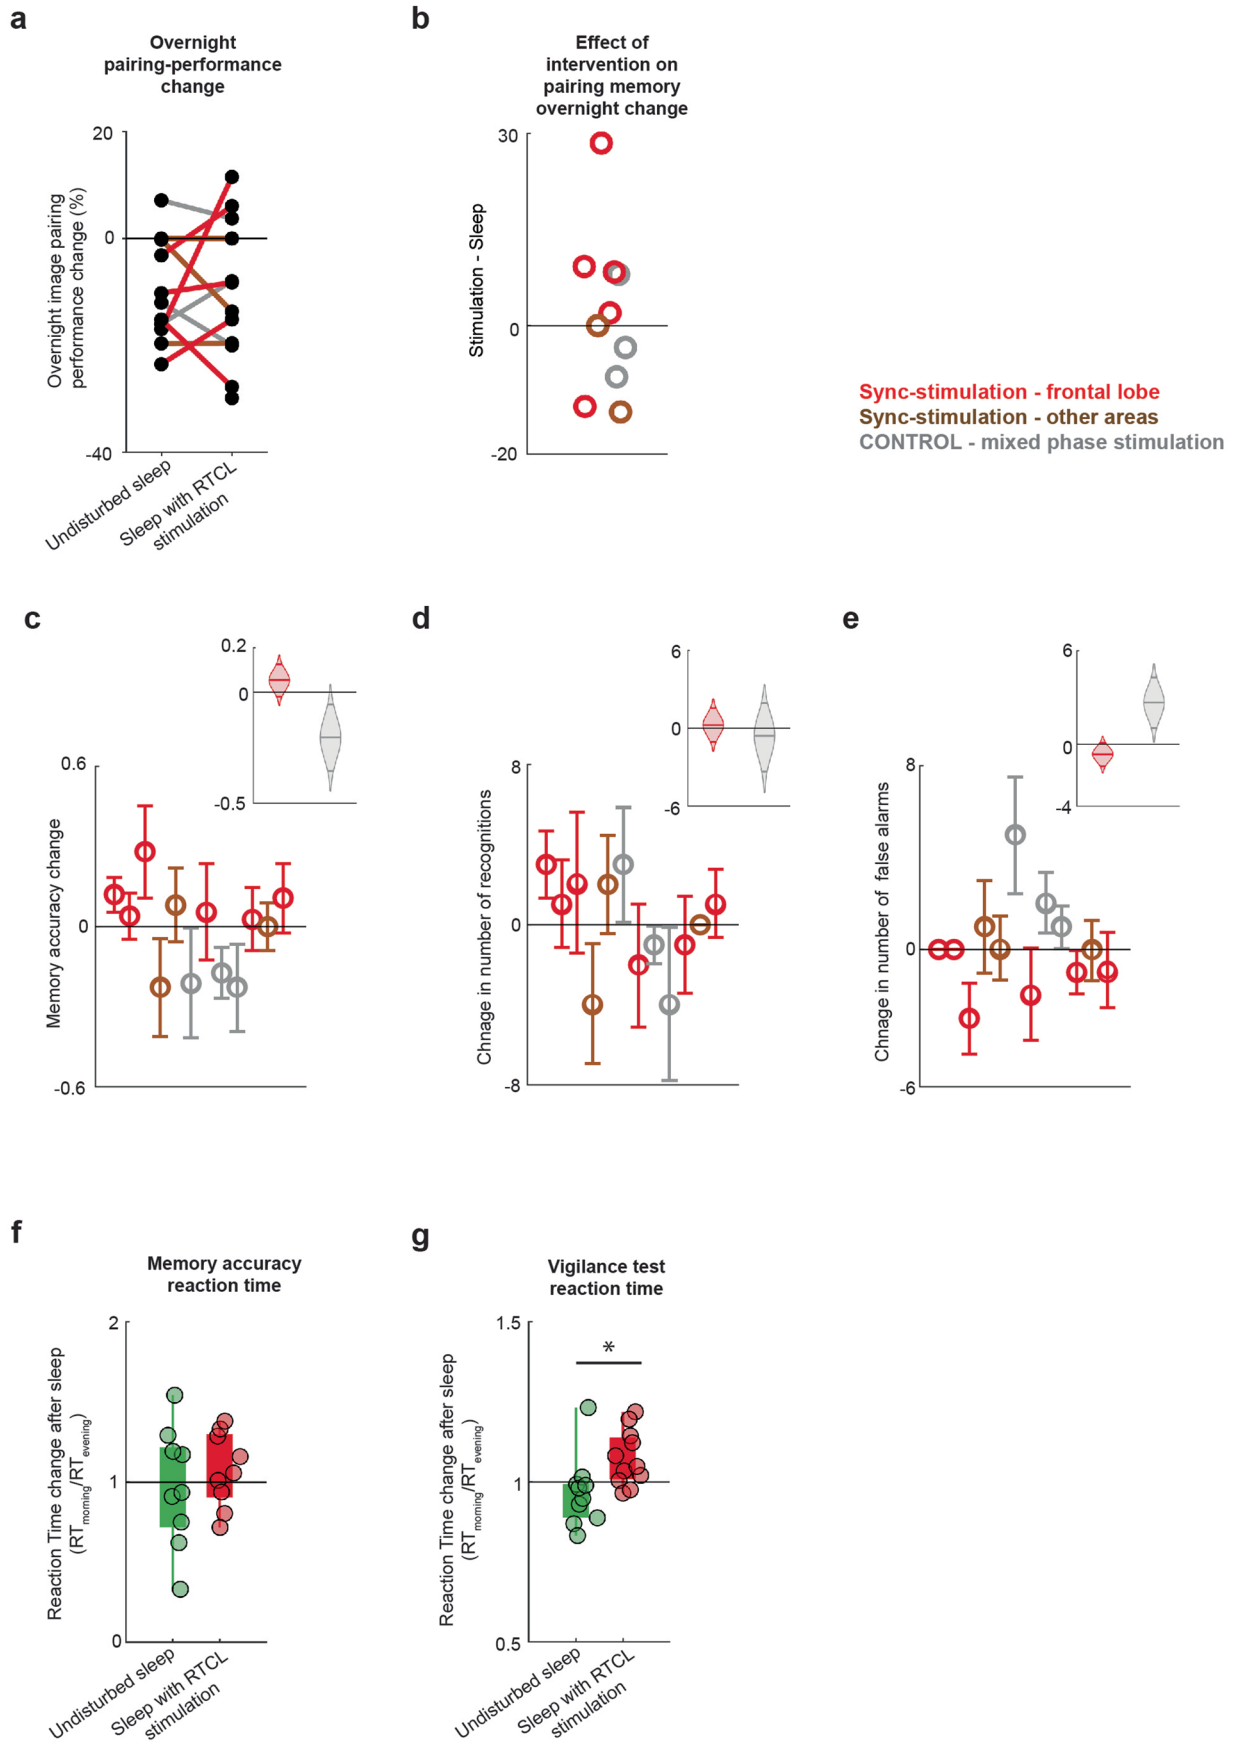 a
Overnight
pairing-performance
change
20
0
-40
Overnight image pairing
performance change (%)
Undisturbed sleep
Sleep with RTCL
stimulation
b
Effect of
intervention on
pairing memory
overnight change
30
0
-20
Stimulation - Sleep
Sync-stimulation - frontal lobe
Sync-stimulation - other areas
CONTROL - mixed phase stimulation
c
0.2
0
-0.5
0.6
0
-0.6
Memory accuracy change
d
6
0
-6
8
0
-8
Chnage in number of recognitions
e
6
0
-4
8
0
-6
Chnage in number of false alarms
f
Memory accuracy
reaction time
2
1
0
Reaction Time change after sleep
(RTmorning/RTevening)
Undisturbed sleep
Sleep with RTCL
stimulation
g
Vigilance test
reaction time
1.5
*
1
0.5
Reaction Time change after sleep
(RTmorning/RTevening)
Undisturbed sleep
Sleep with RTCL
stimulation